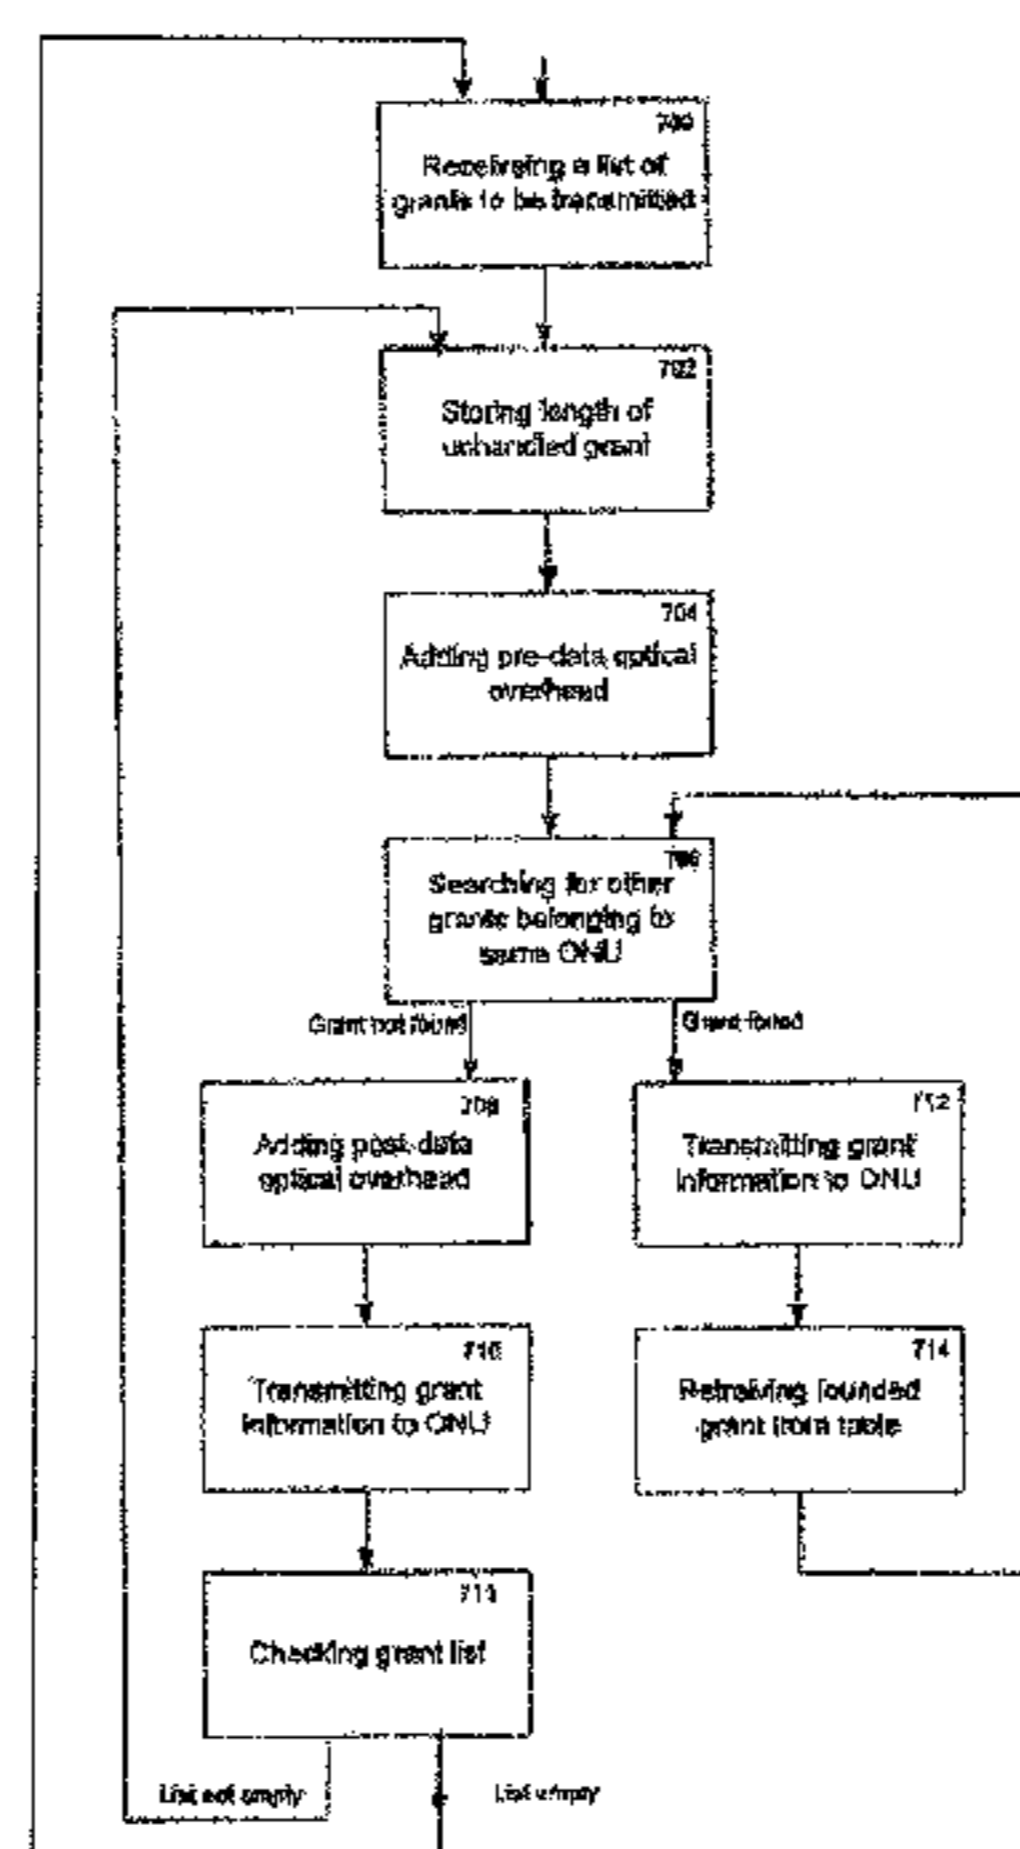 700
Receiving a list of
grants to be transmitted
702
Storing length of
unhandled grant
704
Adding pre-data optical
overhead
706
Searching for other
grants belonging to
same ONU
Grant not found
Grant found
708
Adding post-data
optical overhead
712
Transmitting grant
information to ONU
710
Transmitting grant
information to ONU
714
Retreiving founded
grant from table
Checking grant list
List not empty
List empty